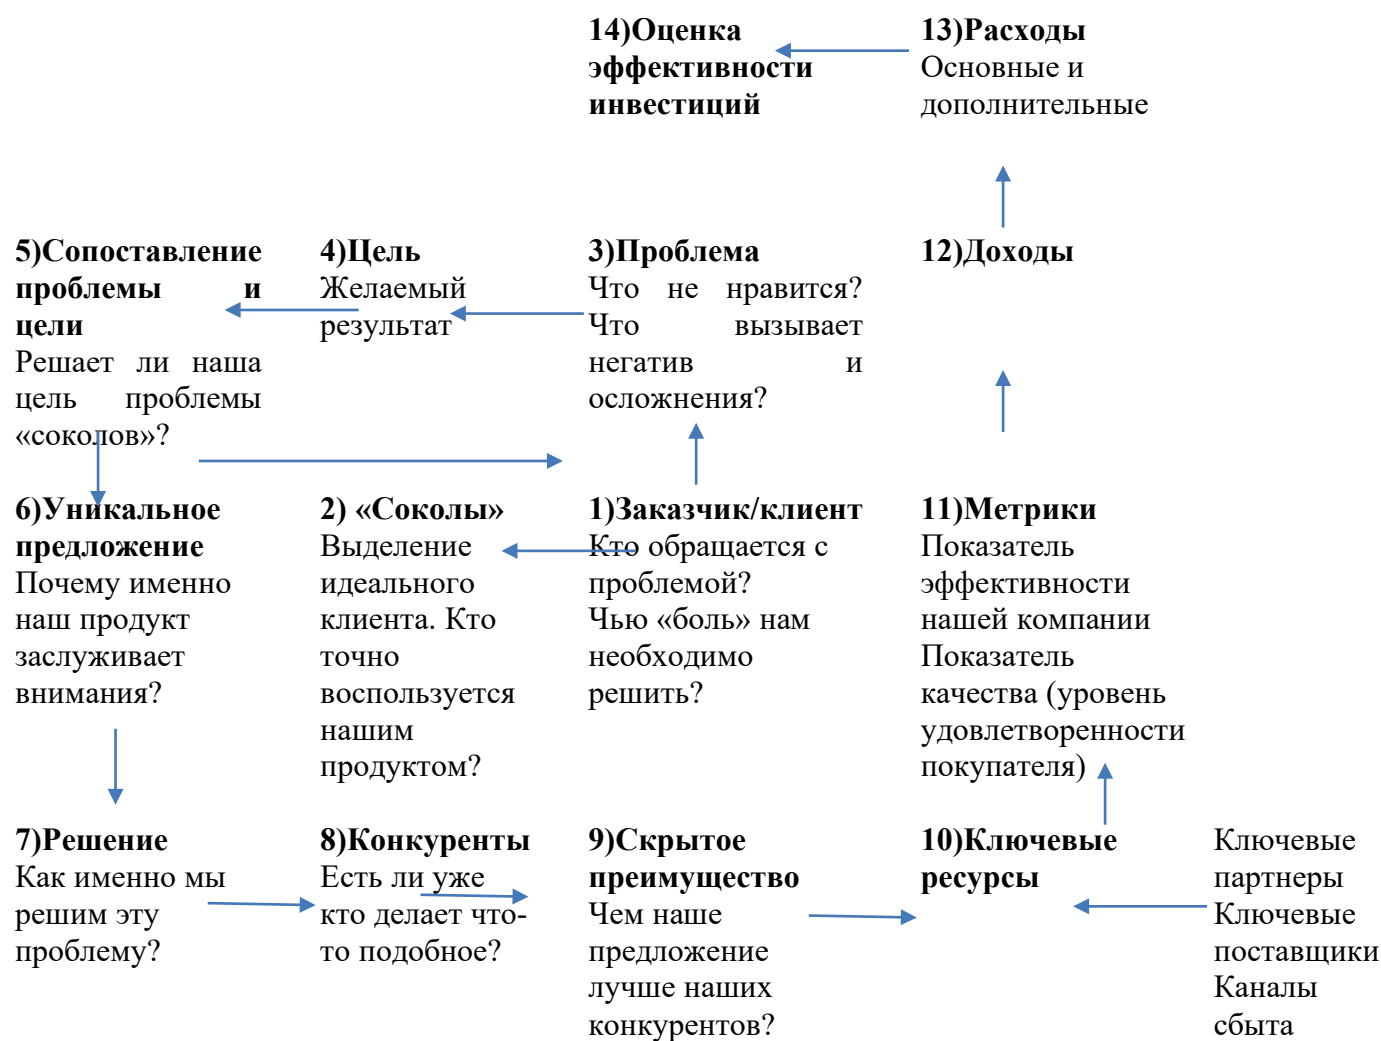 14)Оценка
эффективности
инвестиций
13)Расходы
Основные и
дополнительные
5)Сопоставление
проблемы и
цели
Решает ли наша
цель проблемы
«соколов»?
4)Цель
Желаемый
результат
3)Проблема
Что не нравится?
Что вызывает
негатив и
осложнения?
12)Доходы
6)Уникальное
предложение
Почему именно
наш продукт
заслуживает
внимания?
2) «Соколы»
Выделение
идеального
клиента. Кто
точно
воспользуется
нашим
продуктом?
1)Заказчик/клиент
Кто обращается с
проблемой?
Чью «боль» нам
необходимо
решить?
11)Метрики
Показатель
эффективности
нашей компании
Показатель
качества (уровень
удовлетворенности
покупателя)
7)Решение
Как именно мы
решим эту
проблему?
8)Конкуренты
Есть ли уже
кто делает что-
то подобное?
9)Скрытое
преимущество
Чем наше
предложение
лучше наших
конкурентов?
10)Ключевые
ресурсы
Ключевые
партнеры
Ключевые
поставщики
Каналы
сбыта